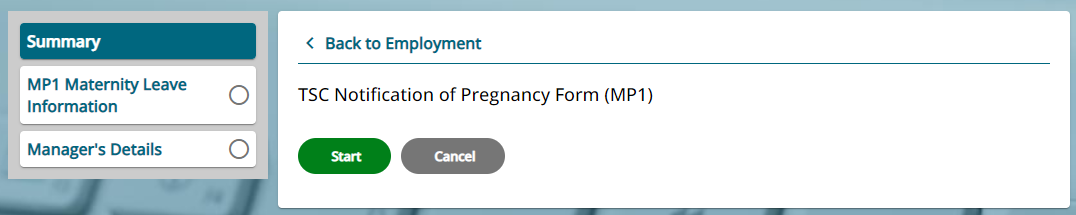 Summary
MP1 Maternity Leave
Information
Manager's Details
Back to Employment
TSC Notification of Pregnancy Form (MP1)
Start
Cancel